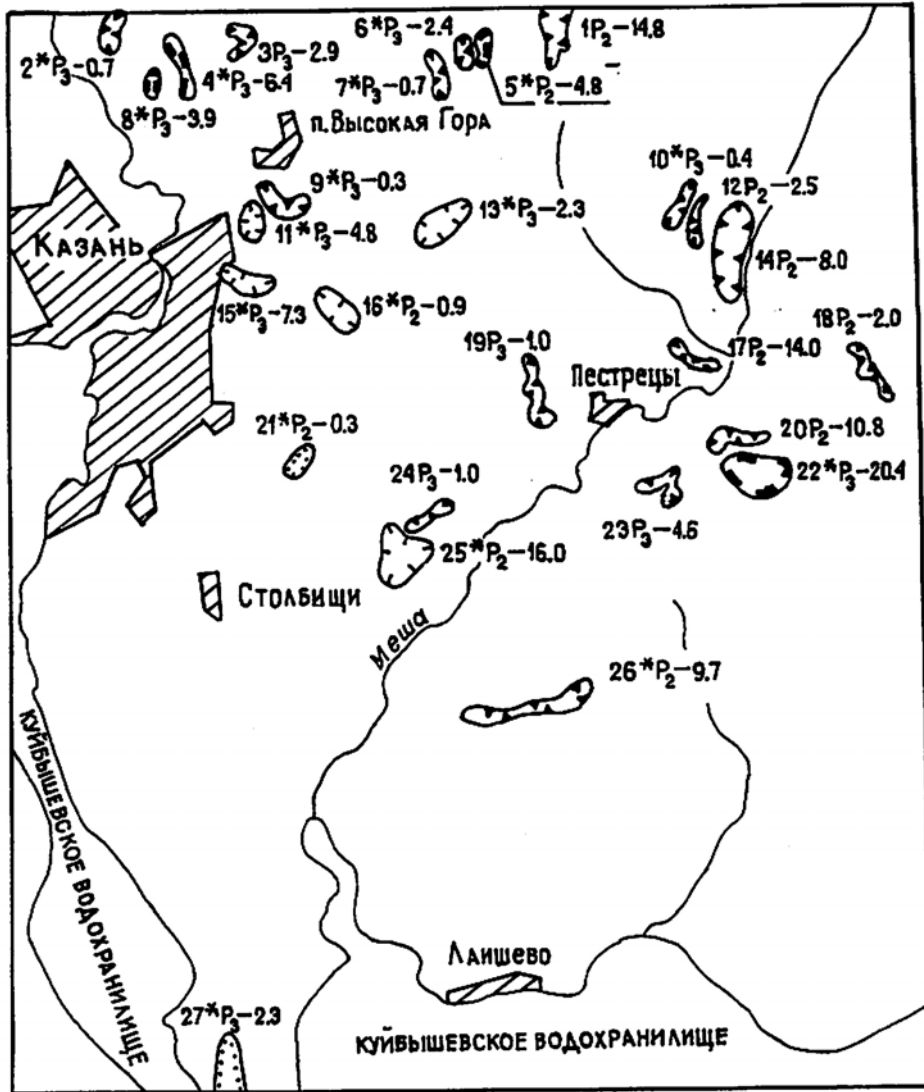 6*P₃–2.4
1P₂–14.8
2*P₃–0.7
3P₃–2.9
4*P₃–6.4
7*P₃–0.7
5*P₂–4.8
8*P₃–3.9
п. Высокая Гора
10*P₃–0.4
9*P₃–0.3
12P₂–2.5
13*P₃–2.3
11*P₃–4.8
КАЗАНЬ
14P₂–8.0
15*P₃–7.3
16*P₂–0.9
18P₂–2.0
19P₃–1.0
17P₂–14.0
Пестрецы
21*P₂–0.3
20P₂–10.8
24P₃–1.0
22*P₃–20.4
23P₃–4.6
25*P₂–16.0
Столбищи
Меша
26*P₂–9.7
КУЙБЫШЕВСКОЕ ВОДОХРАНИЛИЩЕ
Лаишево
27*P₃–2.3
КУЙБЫШЕВСКОЕ ВОДОХРАНИЛИЩЕ